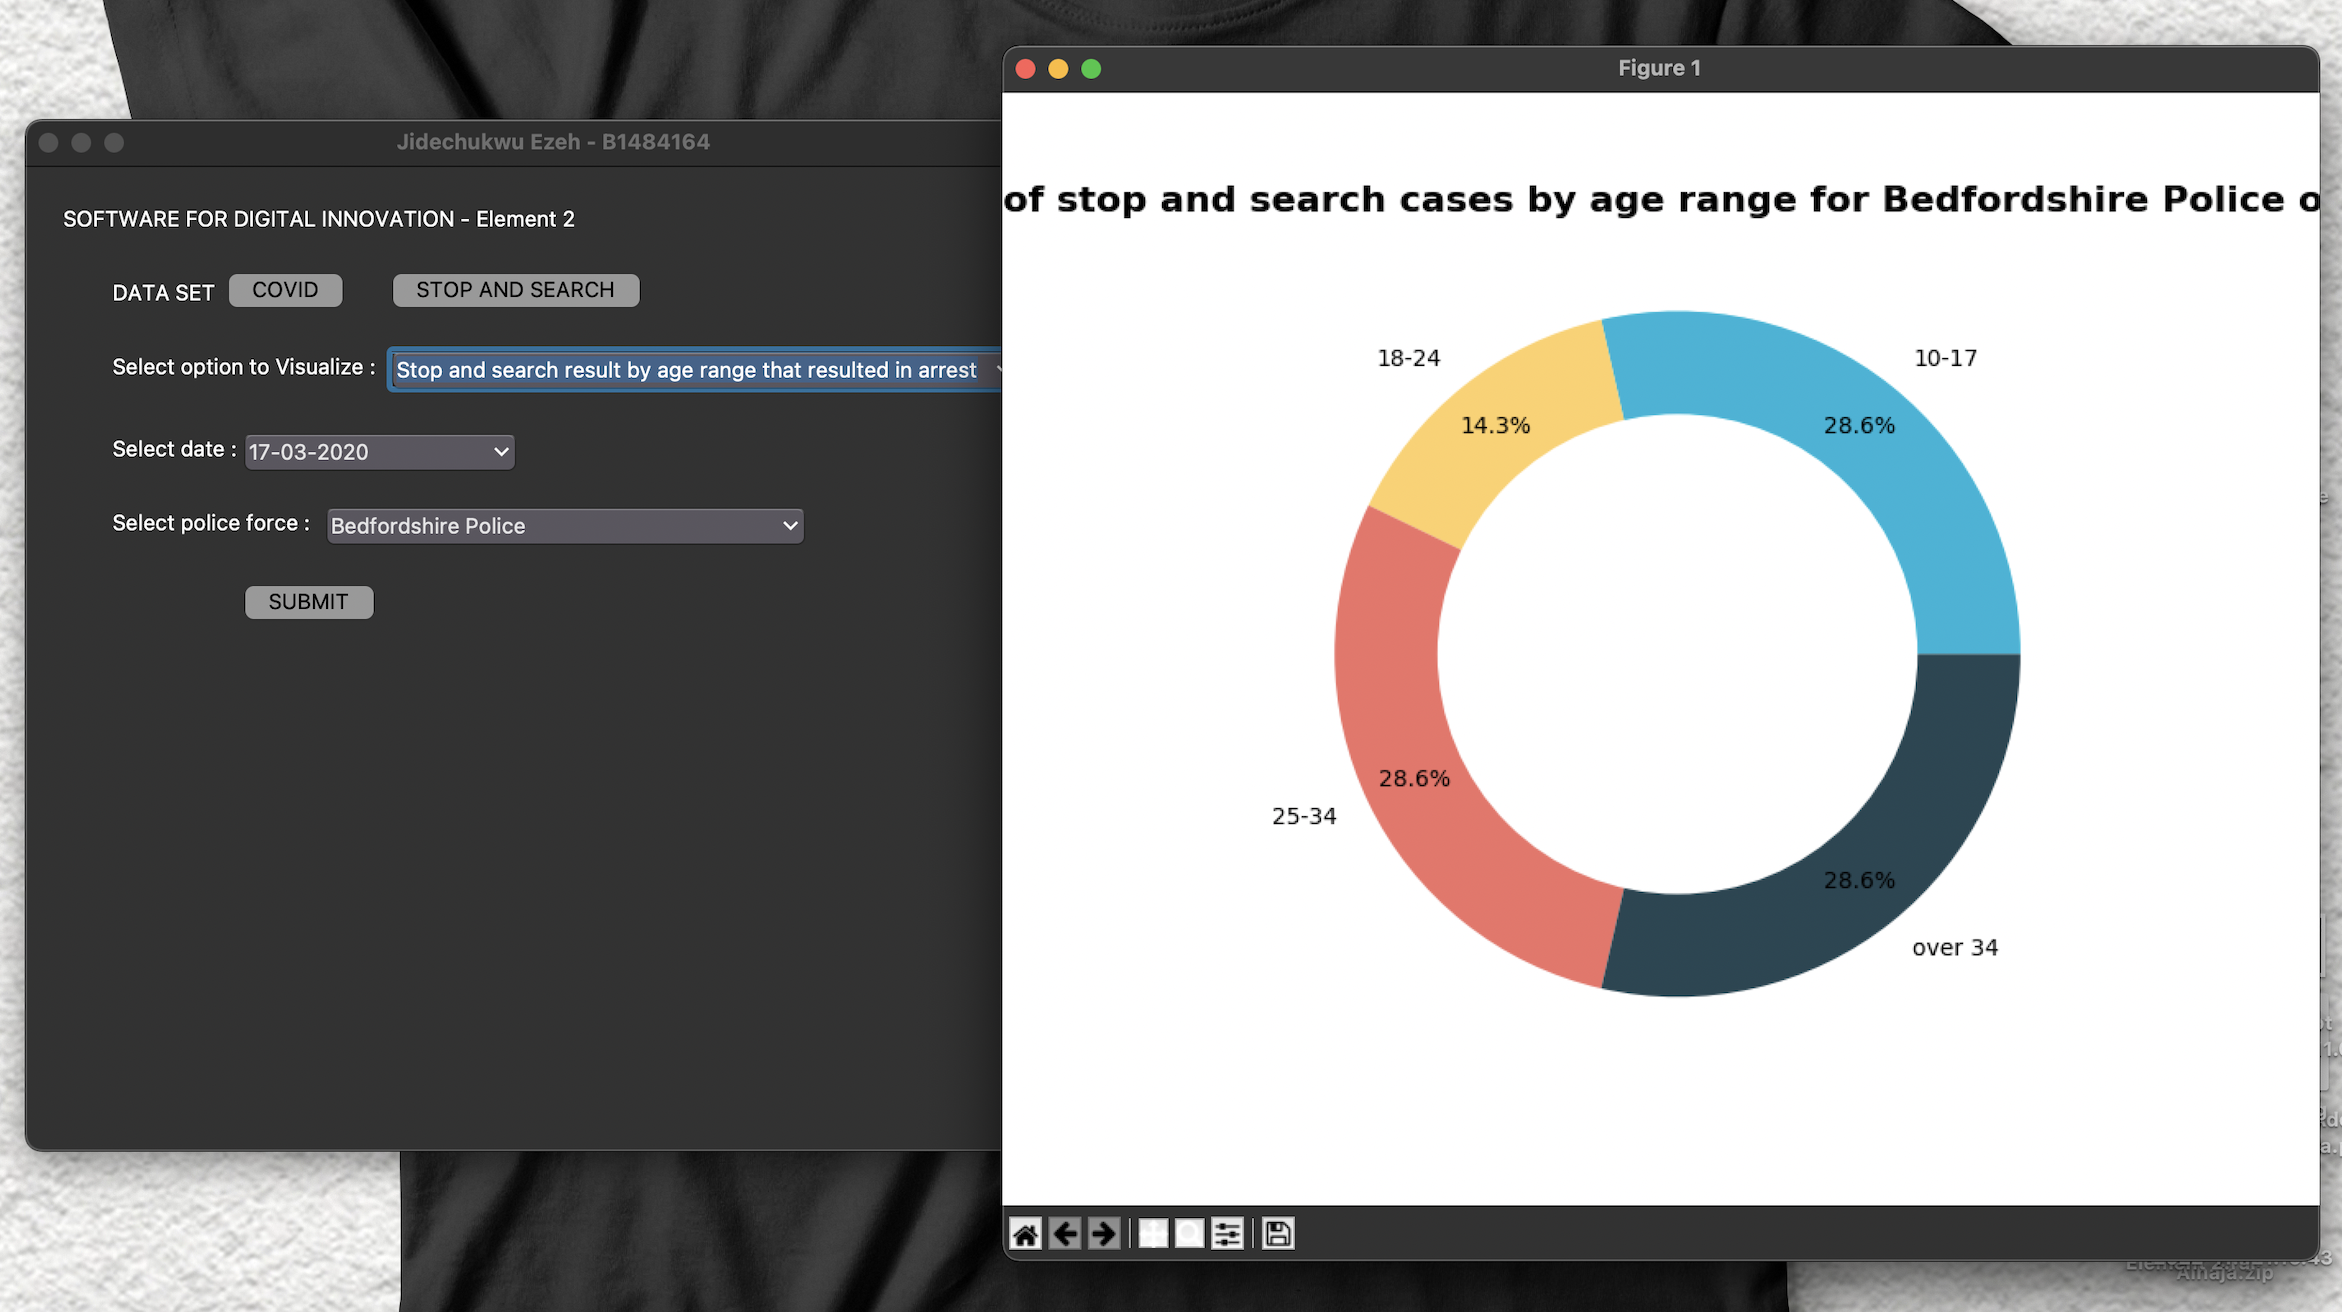 Jidechukwu Ezeh - B1484164
SOFTWARE FOR DIGITAL INNOVATION - Element 2
DATA SET COVID STOP AND SEARCH
Select option to Visualize : Stop and search result by age range that resulted in arrest
Select date : 17-03-2020
Select police force : Bedfordshire Police
SUBMIT
Figure 1
of stop and search cases by age range for Bedfordshire Police o
18-24
10-17
14.3%
28.6%
28.6%
25-34
28.6%
over 34